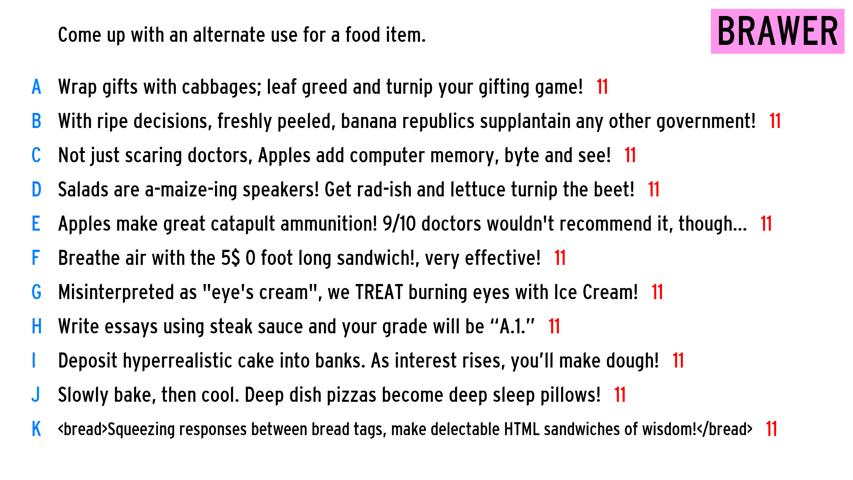 Come up with an alternate use for a food item.
BRAWER
A Wrap gifts with cabbages; leaf greed and turnip your gifting game! 11
B With ripe decisions, freshly peeled, banana republics supplantain any other government! 11
C Not just scaring doctors, Apples add computer memory, byte and see! 11
D Salads are a-maize-ing speakers! Get rad-ish and lettuce turnip the beet! 11
E Apples make great catapult ammunition! 9/10 doctors wouldn't recommend it, though... 11
F Breathe air with the 5$ 0 foot long sandwich!, very effective! 11
G Misinterpreted as "eye's cream", we TREAT burning eyes with Ice Cream! 11
H Write essays using steak sauce and your grade will be “A.1.” 11
I Deposit hyperrealistic cake into banks. As interest rises, you’ll make dough! 11
J Slowly bake, then cool. Deep dish pizzas become deep sleep pillows! 11
K <bread>Squeezing responses between bread tags, make delectable HTML sandwiches of wisdom!</bread> 11